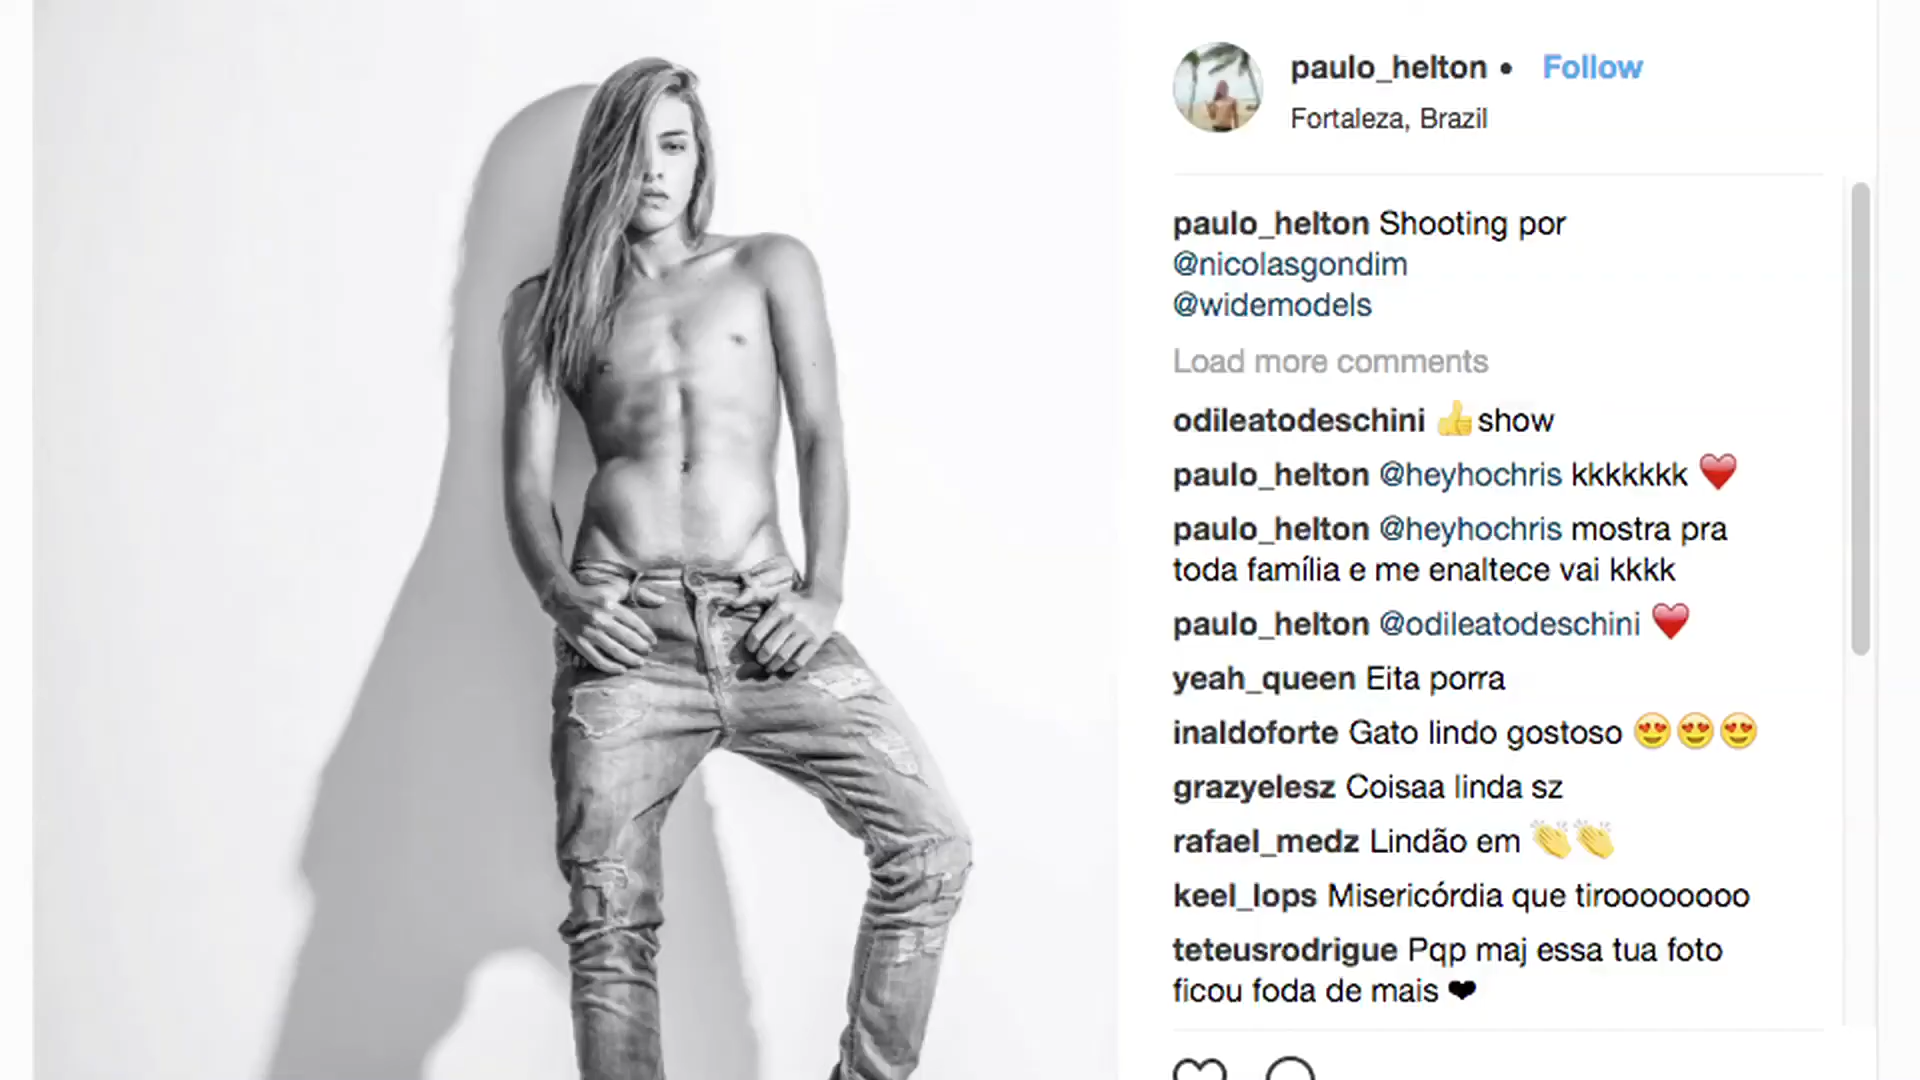 paulo_helton • Follow
Fortaleza, Brazil
paulo_helton Shooting por
@nicolasgondim
@widemodels
Load more comments
odileatodeschini 👍show
paulo_helton @heyhochris kkkkkkk ❤️
paulo_helton @heyhochris mostra pra
toda família e me enaltece vai kkkk
paulo_helton @odileatodeschini ❤️
yeah_queen Eita porra
inaldoforte Gato lindo gostoso 😍😍😍
grazyelesz Coisaa linda sz
rafael_medz Lindão em 👏👏
keel_lops Misericórdia que tiroooooooo
teteusrodrigue Pqp maj essa tua foto
ficou foda de mais ❤